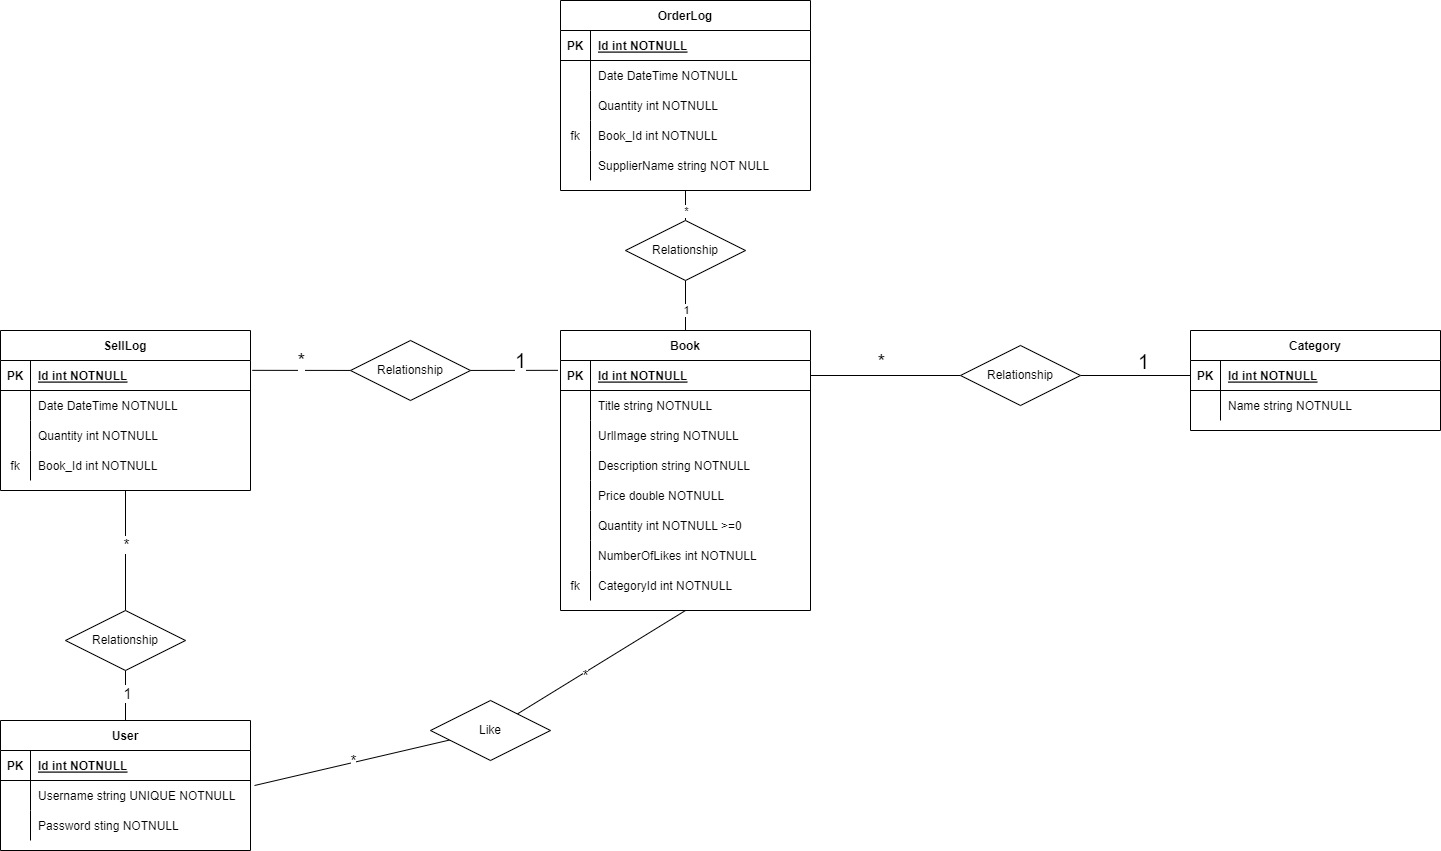 OrderLog
PK Id int NOTNULL
Date DateTime NOTNULL
Quantity int NOTNULL
fk Book_Id int NOTNULL
SupplierName string NOT NULL
*
Relationship
1
SellLog
PK Id int NOTNULL
Date DateTime NOTNULL
Quantity int NOTNULL
fk Book_Id int NOTNULL
*
Relationship
1
Book
PK Id int NOTNULL
Title string NOTNULL
UrlImage string NOTNULL
Description string NOTNULL
Price double NOTNULL
Quantity int NOTNULL >=0
NumberOfLikes int NOTNULL
fk CategoryId int NOTNULL
*
Relationship
1
Category
PK Id int NOTNULL
Name string NOTNULL
*
Relationship
1
*
Like
*
User
PK Id int NOTNULL
Username string UNIQUE NOTNULL
Password sting NOTNULL